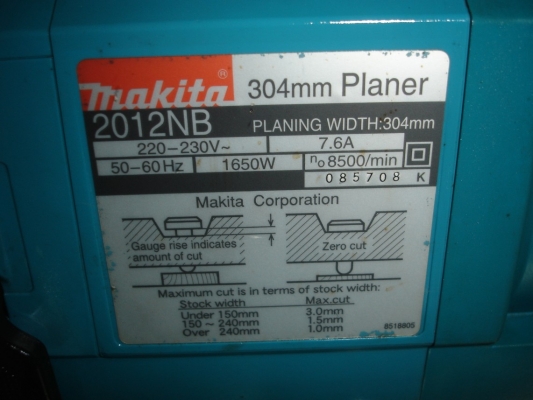 makita® 304mm Planer
2012NB PLANING WIDTH:304mm
220-230V~ 7.6A
50-60Hz 1650W n₀8500/min
085708 K
Makita Corporation
Gauge rise indicates
amount of cut
Zero cut
Maximum cut is in terms of stock width:
Stock width Max.cut
Under 150mm 3.0mm
150 ~ 240mm 1.5mm
Over 240mm 1.0mm
8518905